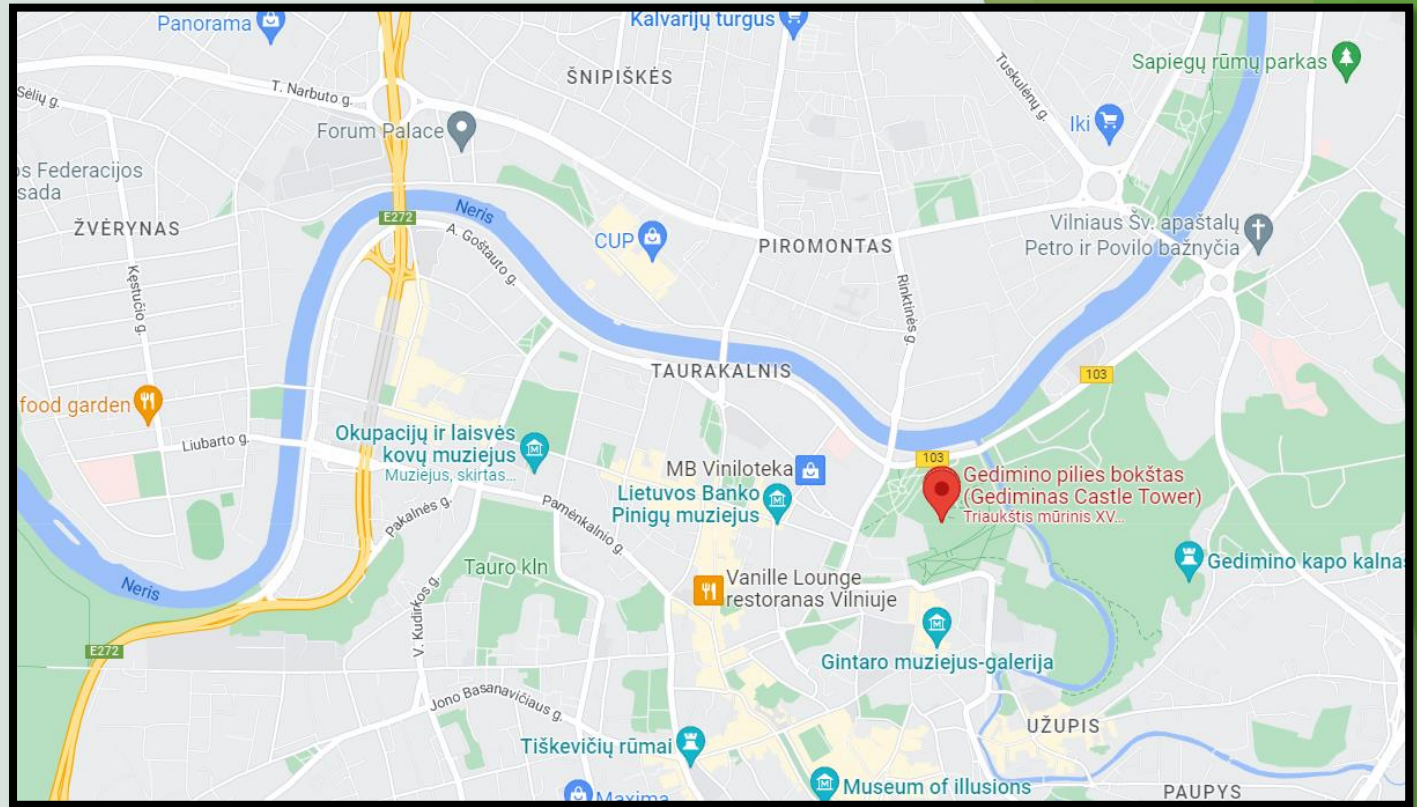 Panorama
Kalvarijų turgus
ŠNIPIŠKĖS
Sapiegų rūmų parkas
T. Narbuto g.
Sėlių g.
Tuskulėnų g.
Forum Palace
Iki
os Federacijos
sada
ŽVĖRYNAS
E272
Neris
A. Goštauto g.
CUP
PIROMONTAS
Vilniaus Šv. apaštalų
Petro ir Povilo bažnyčia
Kęstučio g.
Rinktinės g.
TAURAKALNIS
103
food garden
Liubarto g.
Okupacijų ir laisvės
kovų muziejus
Muziejus, skirtas...
MB Viniloteka
Lietuvos Banko
Pinigų muziejus
103
Gedimino pilies bokštas
(Gediminas Castle Tower)
Triaukštis mūrinis XV...
Pakalnės g.
Pamėnkalnio g.
Gedimino kapo kalnas
Neris
Tauro kln
V. Kudirkos g.
Vanille Lounge
restoranas Vilniuje
Gintaro muziejus-galerija
E272
Jono Basanavičiaus g.
UŽUPIS
Tiškevičių rūmai
Museum of illusions
Maxima
PAUPYS